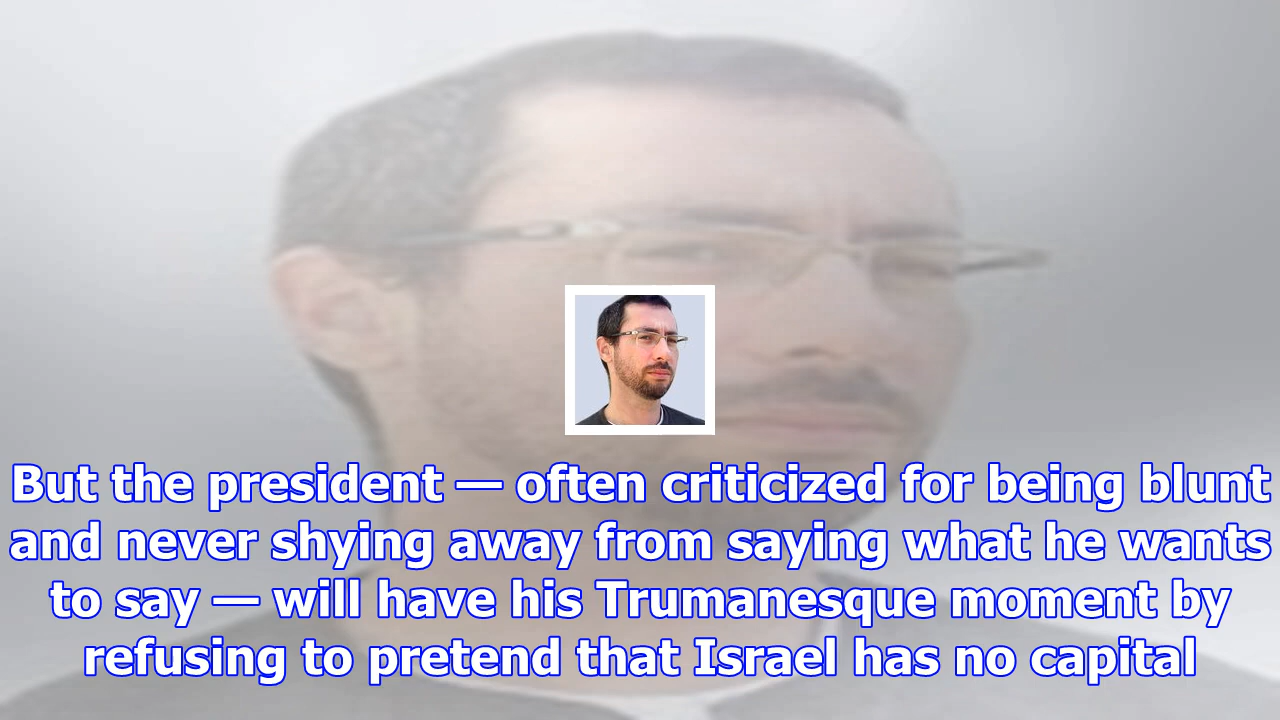 But the president — often criticized for being blunt
and never shying away from saying what he wants
to say — will have his Trumanesque moment by
refusing to pretend that Israel has no capital